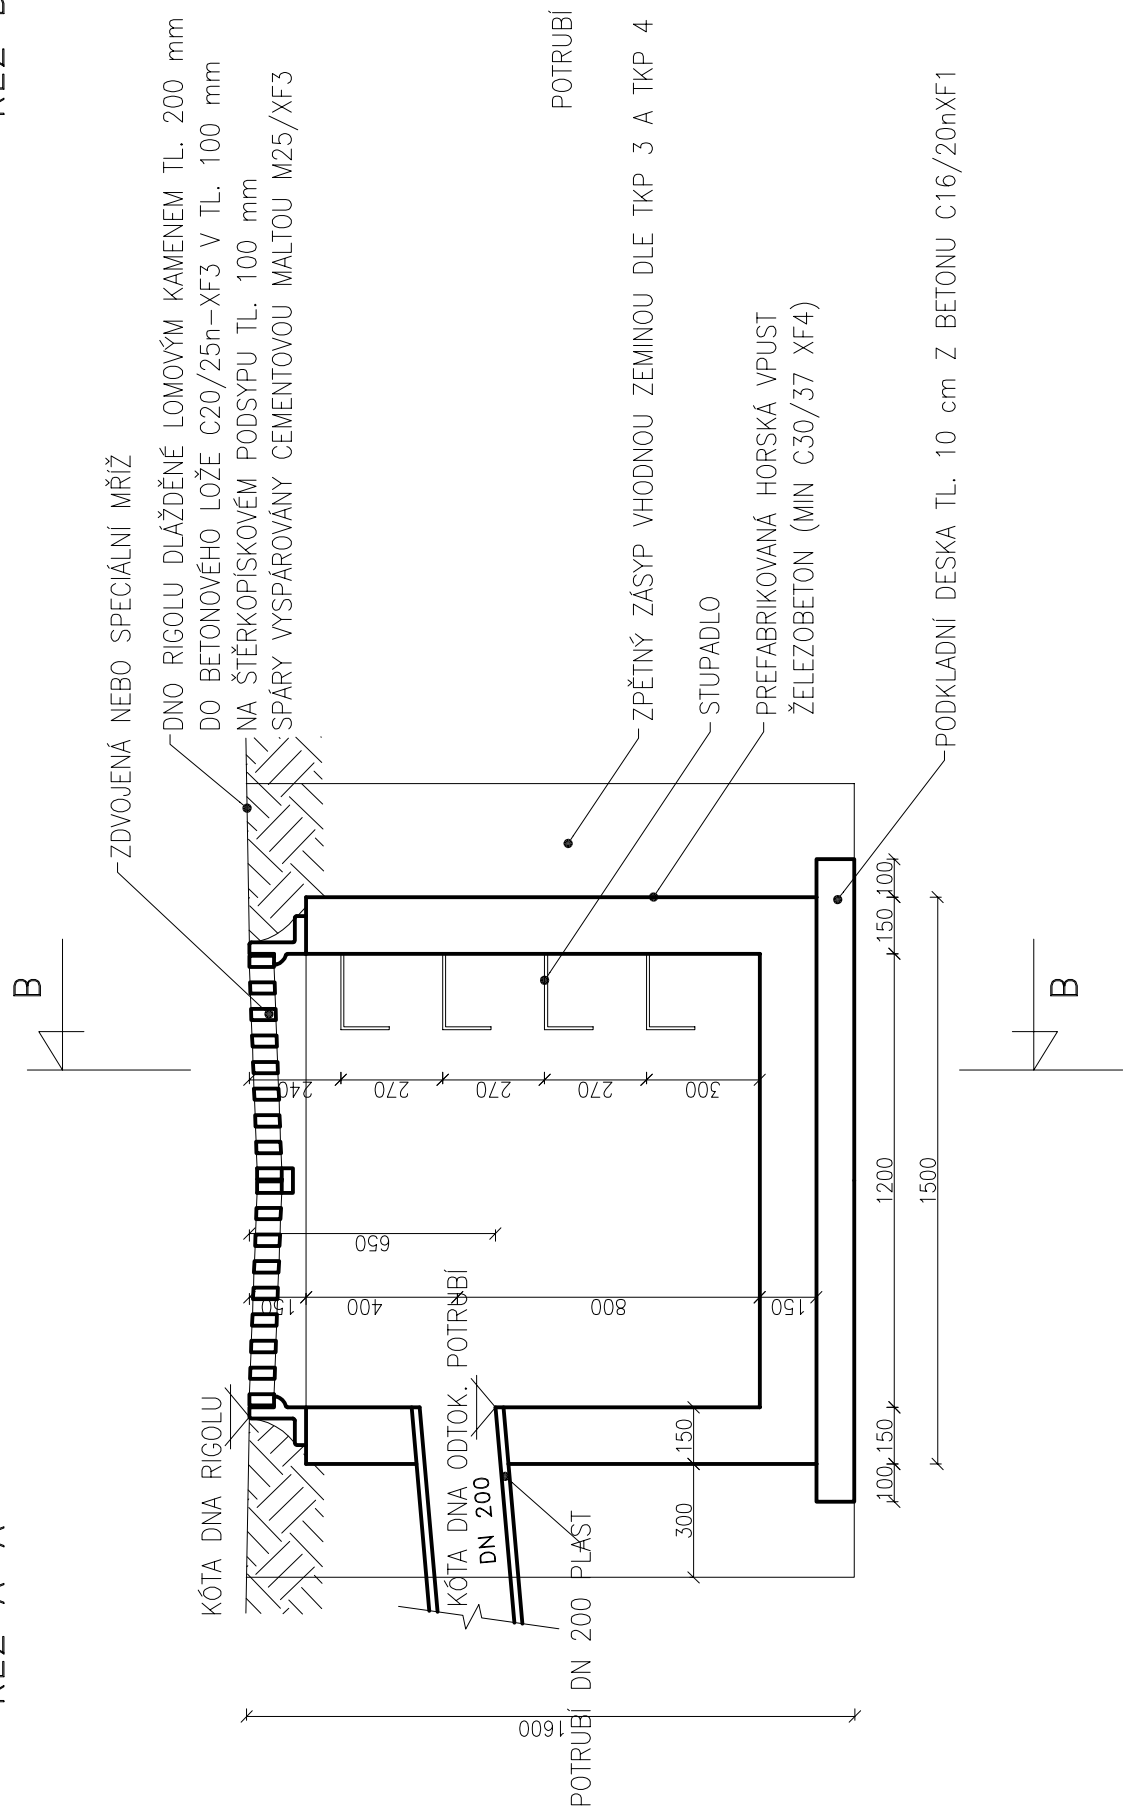 ZDVOJENÁ NEBO SPECIÁLNÍ MŘÍŽ
DNO RIGOLU DLÁŽDĚNÉ LOMOVÝM KAMENEM TL. 200 mm
DO BETONOVÉHO LOŽE C20/25n-XF3 V TL. 100 mm
NA ŠTĚRKOPÍSKOVÉM PODSYPU TL. 100 mm
SPÁRY VYSPÁROVÁNY CEMENTOVOU MALTOU M25/XF3
B
KÓTA DNA RIGOLU
150
400
800
150
650
240
270
270
270
300
KÓTA DNA ODTOK. POTRUBÍ
DN 200
POTRUBÍ DN 200 PLAST
1600
300
150
POTRUBÍ
ZPĚTNÝ ZÁSYP VHODNOU ZEMINOU DLE TKP 3 A TKP 4
STUPADLO
PREFABRIKOVANÁ HORSKÁ VPUST
ŽELEZOBETON (MIN C30/37 XF4)
PODKLADNÍ DESKA TL. 10 cm Z BETONU C16/20nXF1
100
150
1200
150
100
1500
B